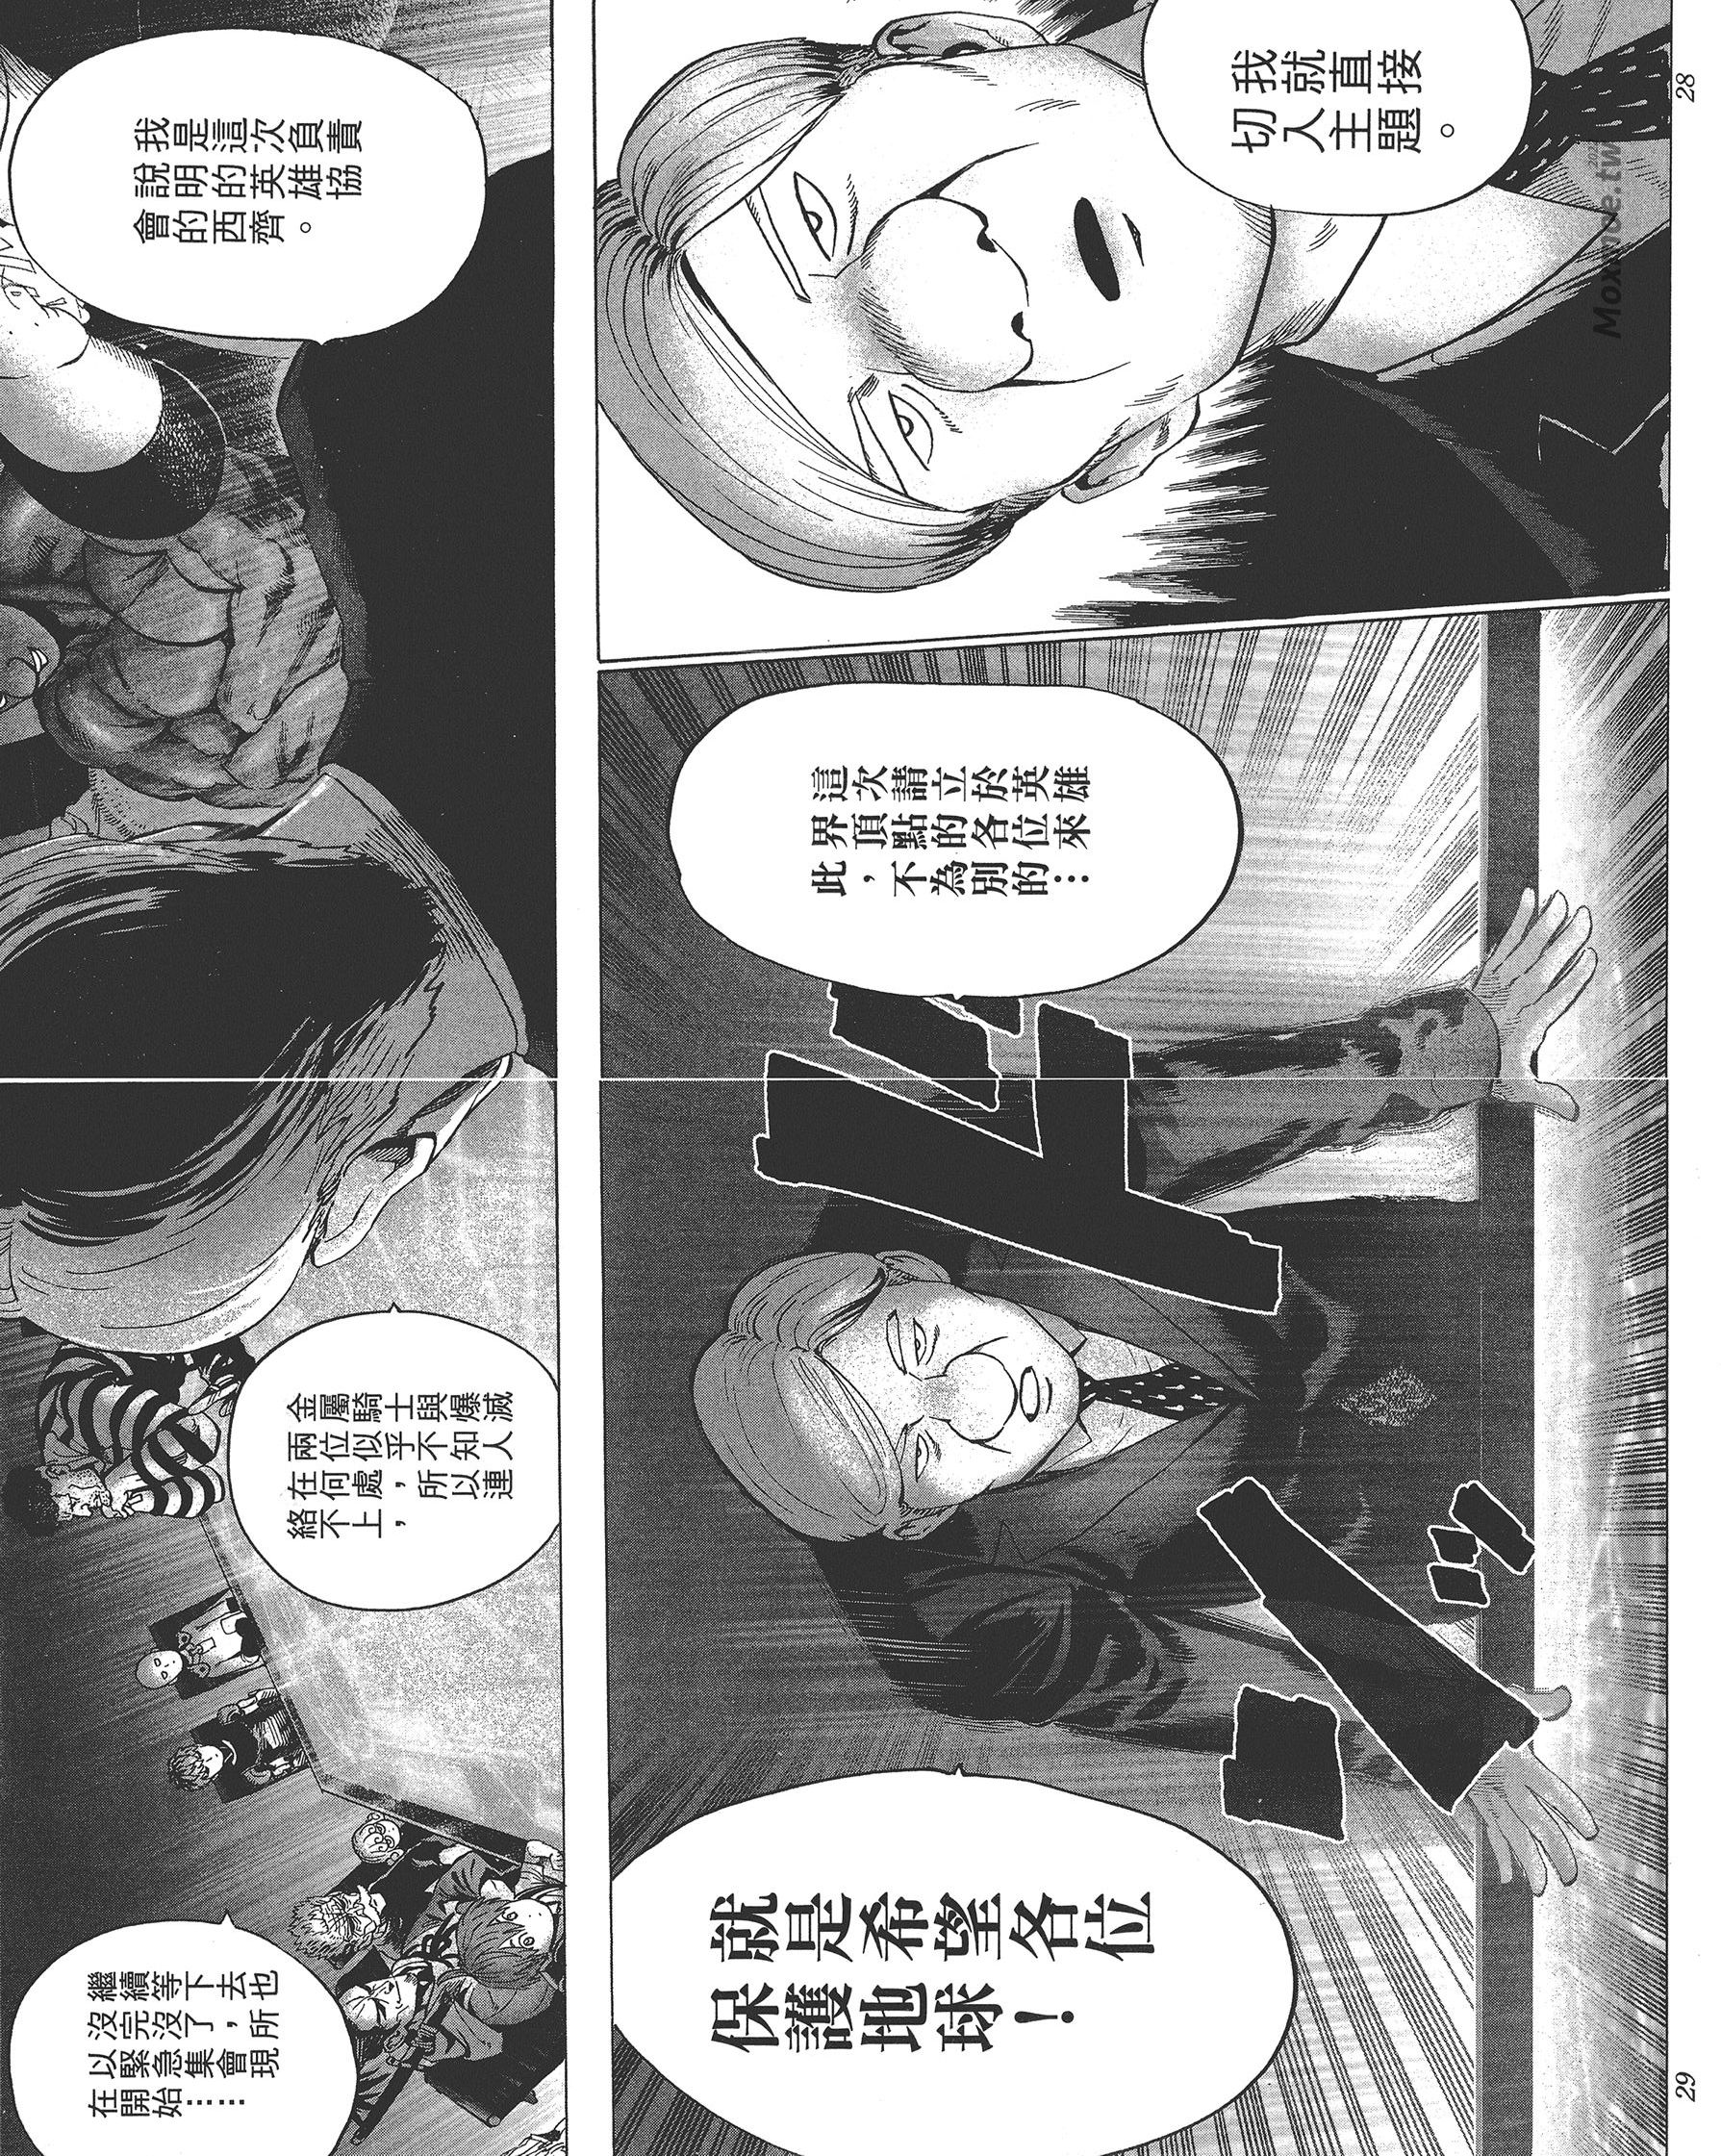 我是這次負責
說明的英雄協
會的西齊。
金屬騎士與爆滅
兩位似乎不知人
在何處，所以連
絡不上，
繼續等下去也
沒完沒了，所
以緊急集會現
在開始……
我就直接
切入主題。
這次請立於英雄
界頂點的各位來
此，不為別的…
就是希望各位
保護地球！
28
29